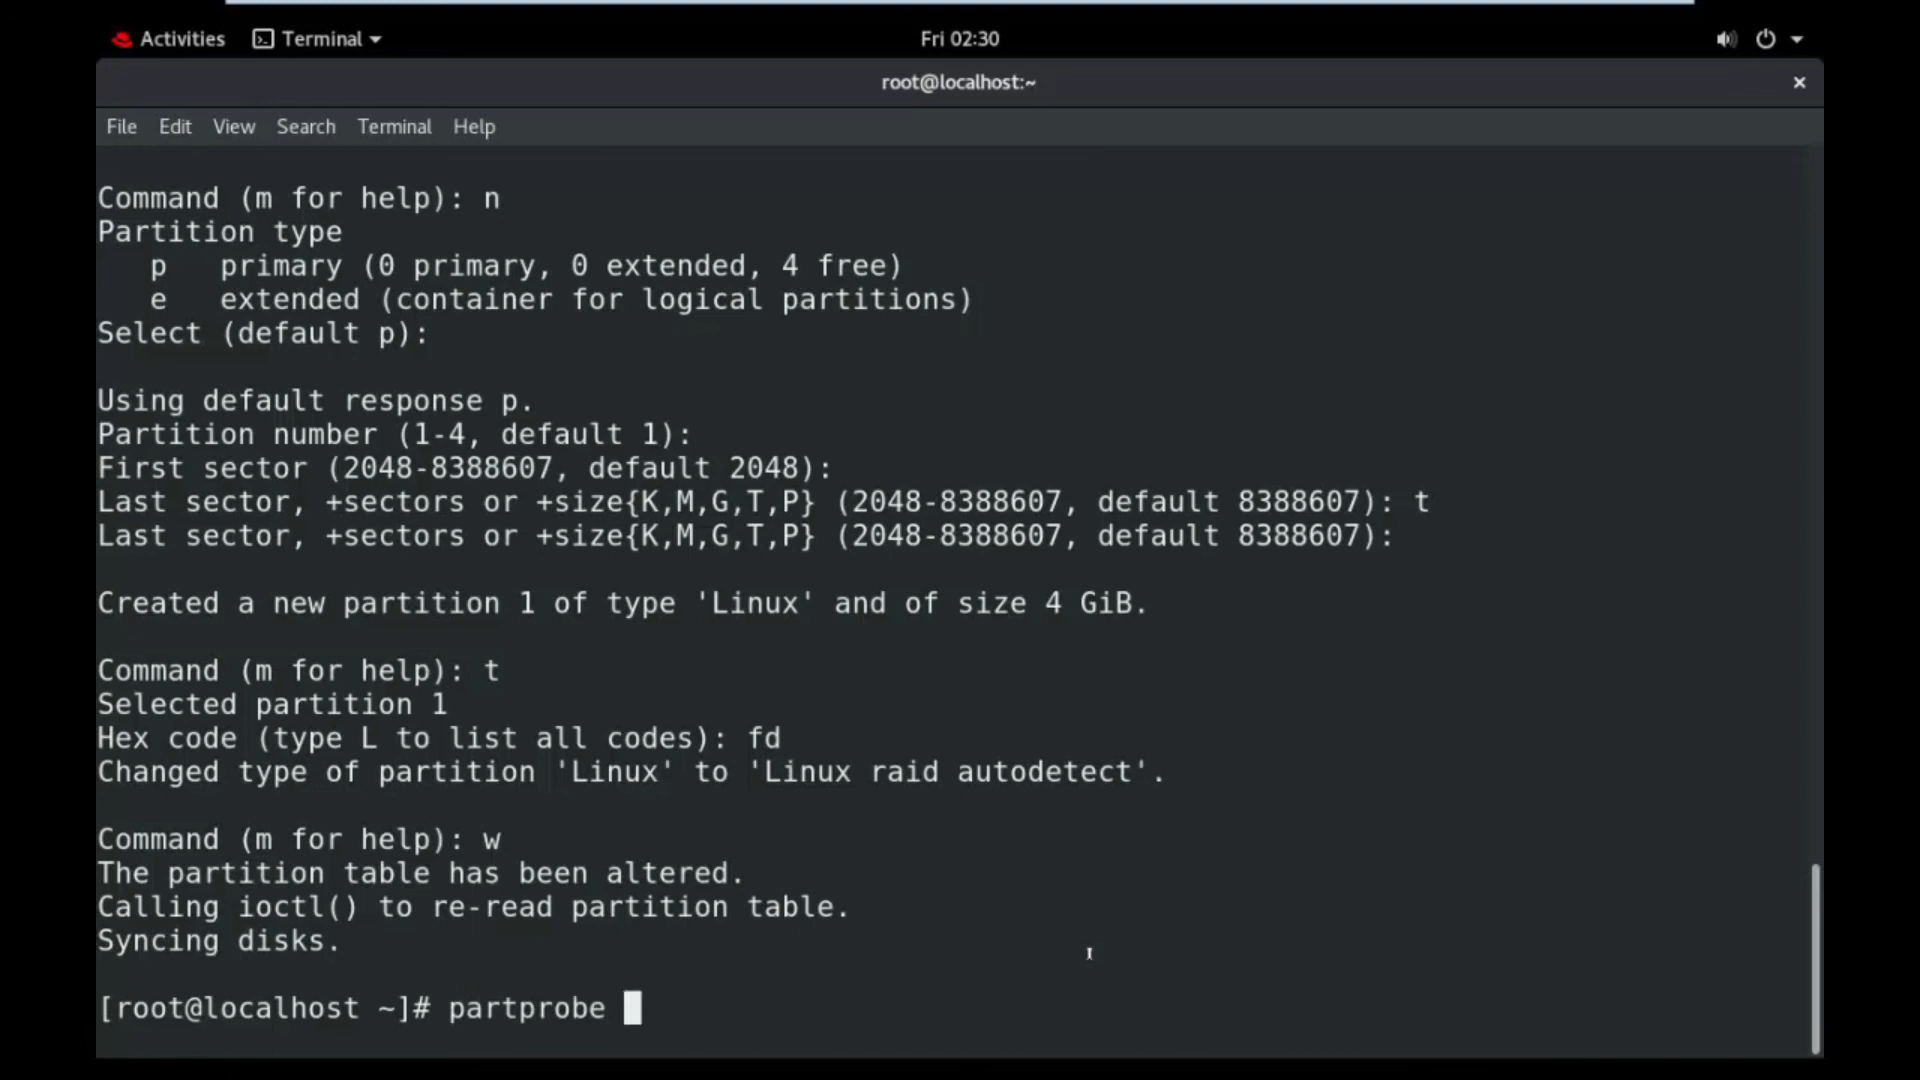 Activities Terminal Fri 02:30
root@localhost:~
File Edit View Search Terminal Help
Command (m for help): n
Partition type
p primary (0 primary, 0 extended, 4 free)
e extended (container for logical partitions)
Select (default p):
Using default response p.
Partition number (1-4, default 1):
First sector (2048-8388607, default 2048):
Last sector, +sectors or +size{K,M,G,T,P} (2048-8388607, default 8388607): t
Last sector, +sectors or +size{K,M,G,T,P} (2048-8388607, default 8388607):
Created a new partition 1 of type 'Linux' and of size 4 GiB.
Command (m for help): t
Selected partition 1
Hex code (type L to list all codes): fd
Changed type of partition 'Linux' to 'Linux raid autodetect'.
Command (m for help): w
The partition table has been altered.
Calling ioctl() to re-read partition table.
Syncing disks.
[root@localhost ~]# partprobe